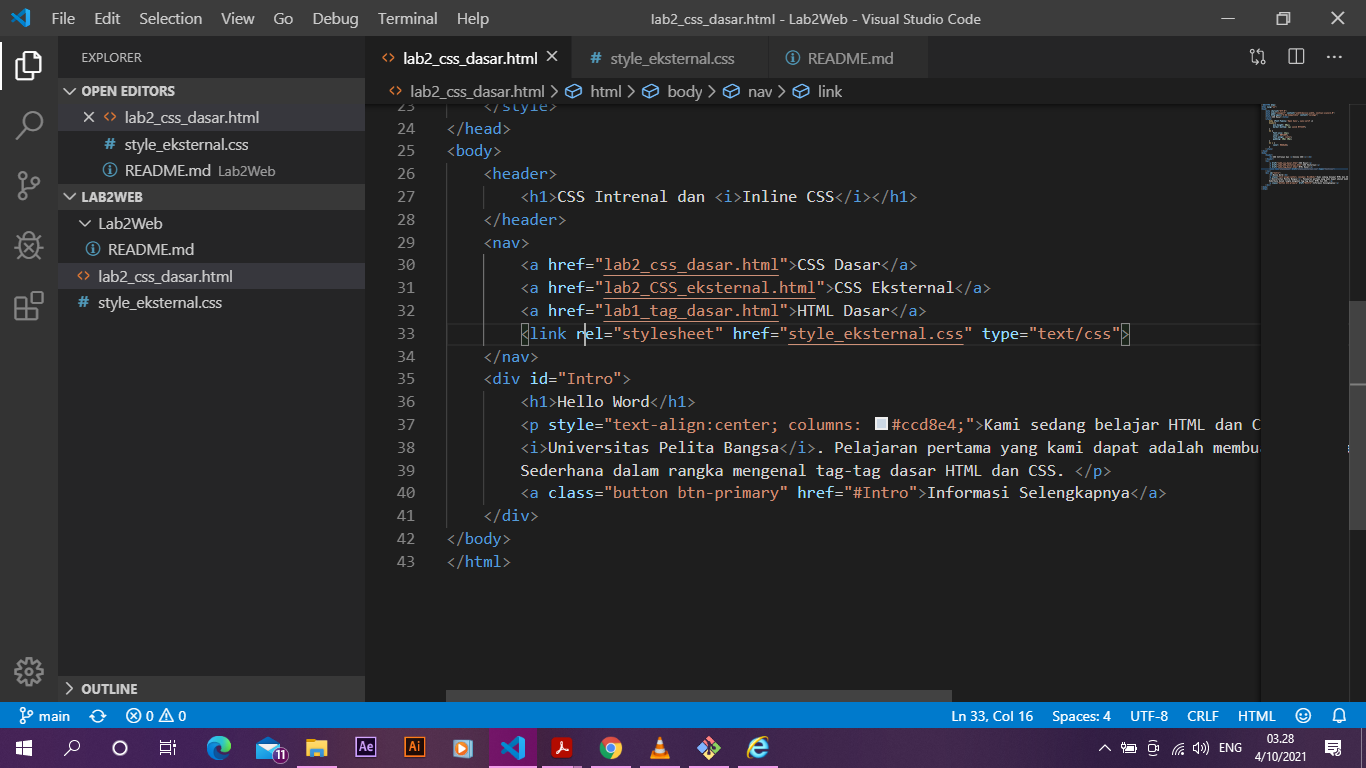 File Edit Selection View Go Debug Terminal Help lab2_css_dasar.html - Lab2Web - Visual Studio Code
EXPLORER
OPEN EDITORS
lab2_css_dasar.html
style_eksternal.css
README.md Lab2Web
LAB2WEB
Lab2Web
README.md
lab2_css_dasar.html
style_eksternal.css
OUTLINE
lab2_css_dasar.html style_eksternal.css README.md
lab2_css_dasar.html > html > body > nav > link
23 </style>
24 </head>
25 <body>
26 <header>
27 <h1>CSS Intrenal dan <i>Inline CSS</i></h1>
28 </header>
29 <nav>
30 <a href="lab2_css_dasar.html">CSS Dasar</a>
31 <a href="lab2_CSS_eksternal.html">CSS Eksternal</a>
32 <a href="lab1_tag_dasar.html">HTML Dasar</a>
33 <link rel="stylesheet" href="style_eksternal.css" type="text/css">
34 </nav>
35 <div id="Intro">
36 <h1>Hello Word</h1>
37 <p style="text-align:center; columns: #ccd8e4;">Kami sedang belajar HTML dan C
38 <i>Universitas Pelita Bangsa</i>. Pelajaran pertama yang kami dapat adalah membu
39 Sederhana dalam rangka mengenal tag-tag dasar HTML dan CSS. </p>
40 <a class="button btn-primary" href="#Intro">Informasi Selengkapnya</a>
41 </div>
42 </body>
43 </html>
main 0 0 Ln 33, Col 16 Spaces: 4 UTF-8 CRLF HTML
11 Ae Ai ENG 03.28
4/10/2021